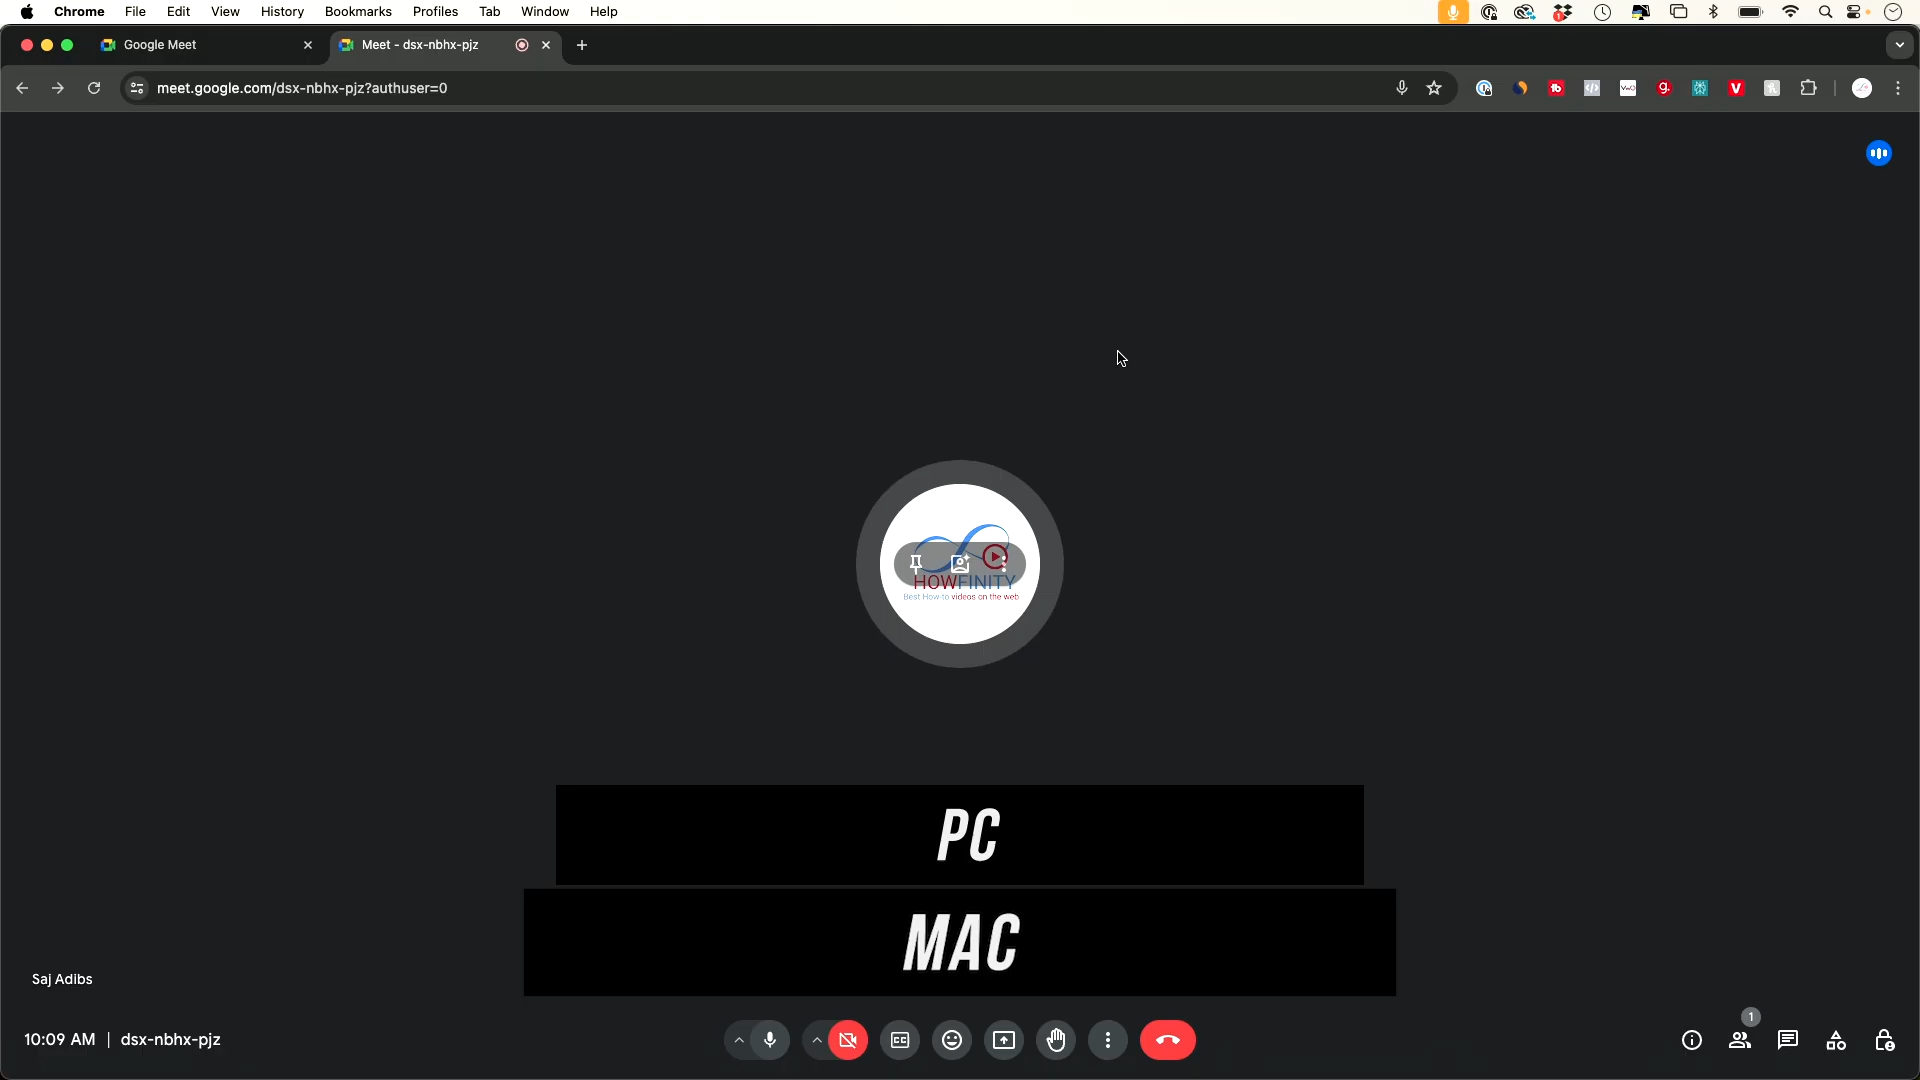 Chrome File Edit View History Bookmarks Profiles Tab Window Help
Google Meet
Meet - dsx-nbhx-pjz
meet.google.com/dsx-nbhx-pjz?authuser=0
HOWFINITY
Best How-to videos on the web
PC
MAC
Saj Adibs
10:09 AM | dsx-nbhx-pjz
1